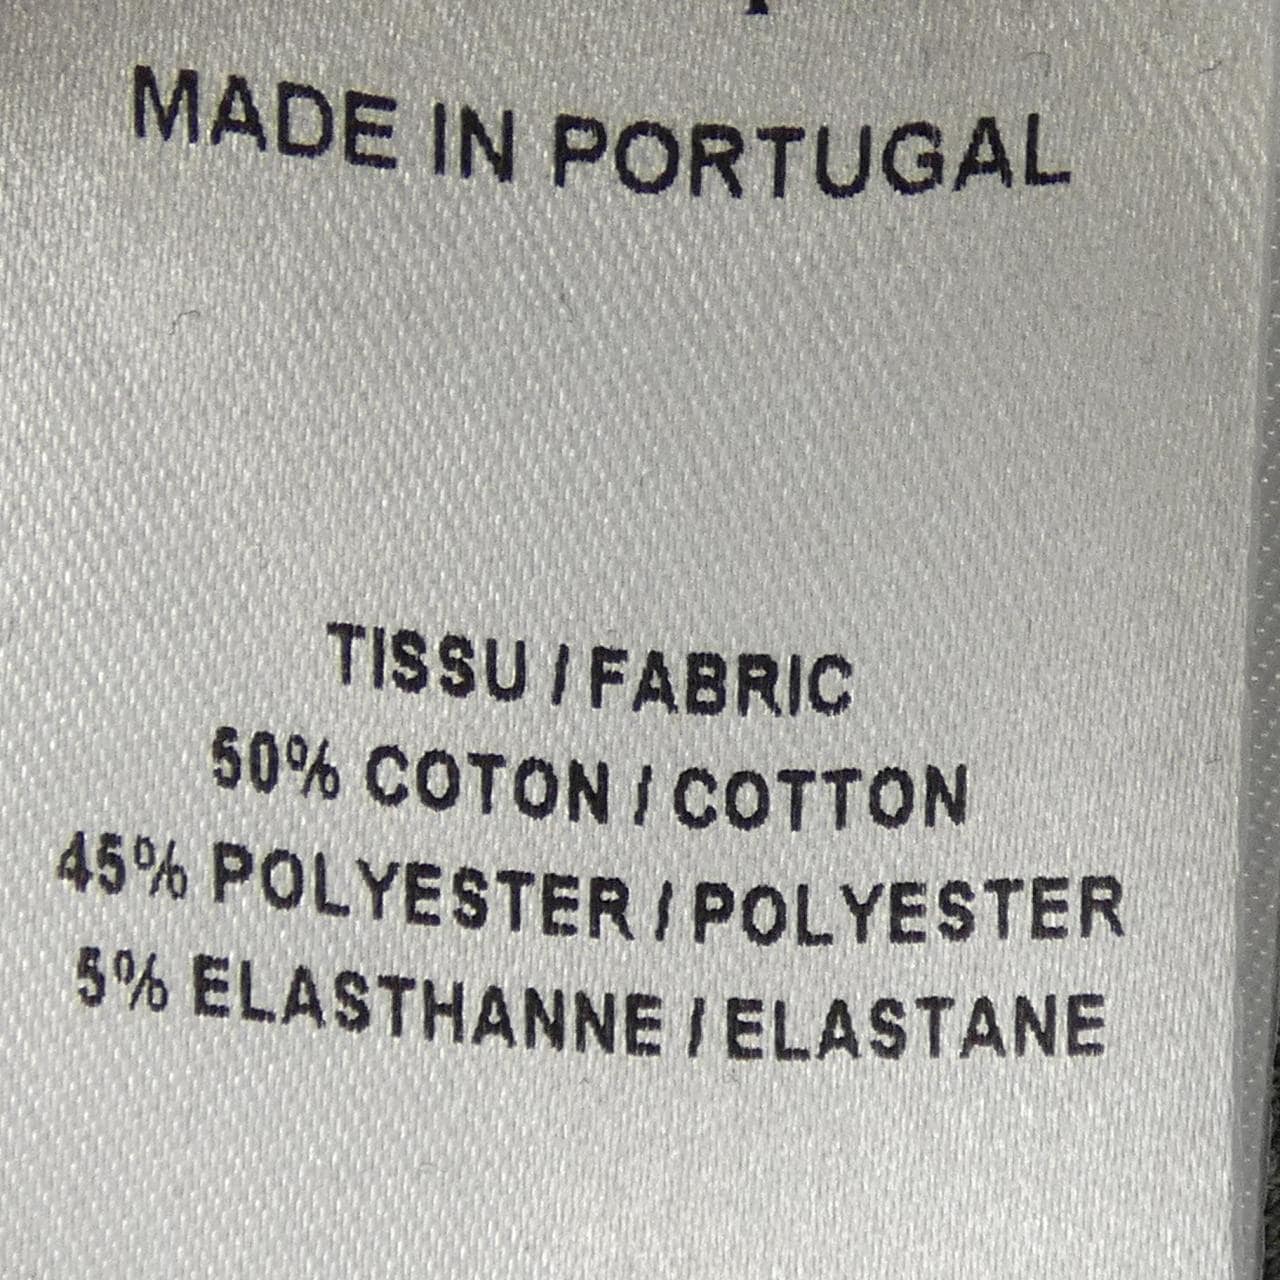 MADE IN PORTUGAL
TISSU / FABRIC
50% COTON / COTTON
45% POLYESTER / POLYESTER
5% ELASTHANNE / ELASTANE